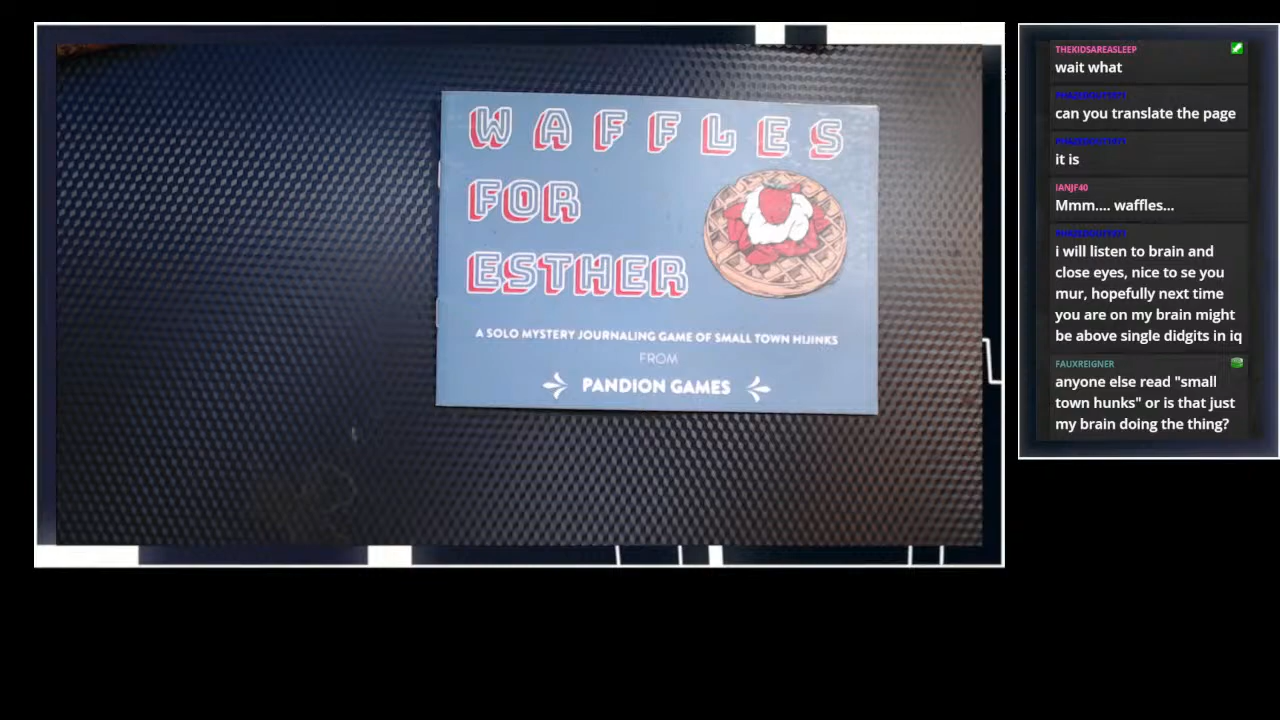 WAFFLES
FOR
ESTHER
A SOLO MYSTERY JOURNALING GAME OF SMALL TOWN HIJINKS
FROM
PANDION GAMES
THEKIDSAREASLEEP
wait what
can you translate the page
it is
IANJF40
Mmm.... waffles...
i will listen to brain and
close eyes, nice to se you
mur, hopefully next time
you are on my brain might
be above single didgits in iq
FAUXREIGNER
anyone else read "small
town hunks" or is that just
my brain doing the thing?